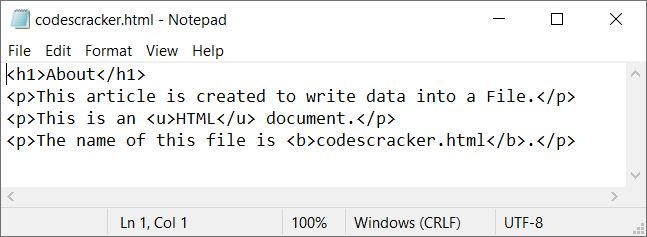 codescracker.html - Notepad
File Edit Format View Help
<h1>About</h1>
<p>This article is created to write data into a File.</p>
<p>This is an <u>HTML</u> document.</p>
<p>The name of this file is <b>codescracker.html</b>.</p>
Ln 1, Col 1 100% Windows (CRLF) UTF-8